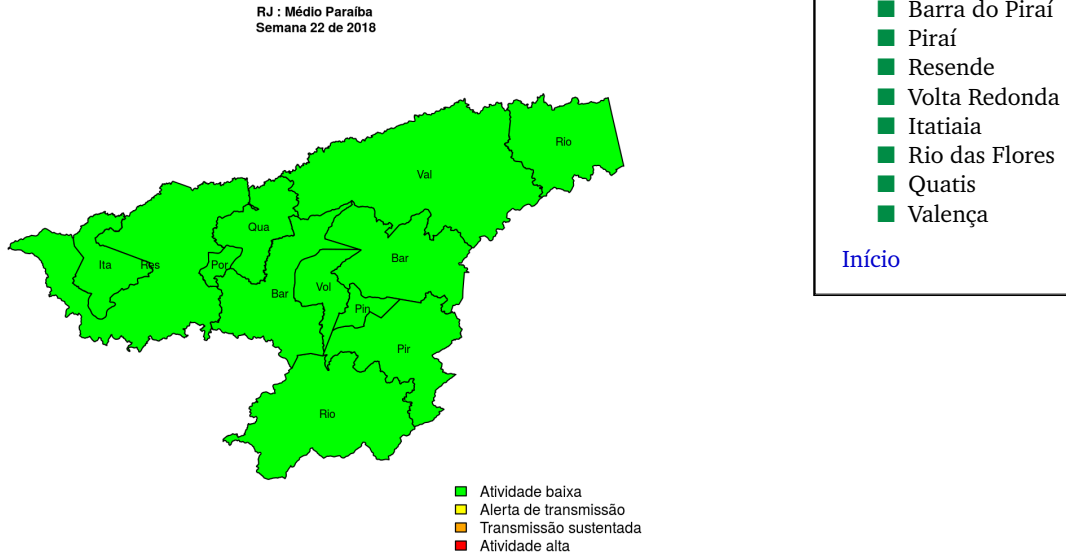 RJ : Médio Paraíba
Semana 22 de 2018
Rio
Val
Qua
Ita
Res
Por
Bar
Bar
Vol
Pin
Pir
Rio
Atividade baixa
Alerta de transmissão
Transmissão sustentada
Atividade alta
Barra do Piraí
Piraí
Resende
Volta Redonda
Itatiaia
Rio das Flores
Quatis
Valença
Início